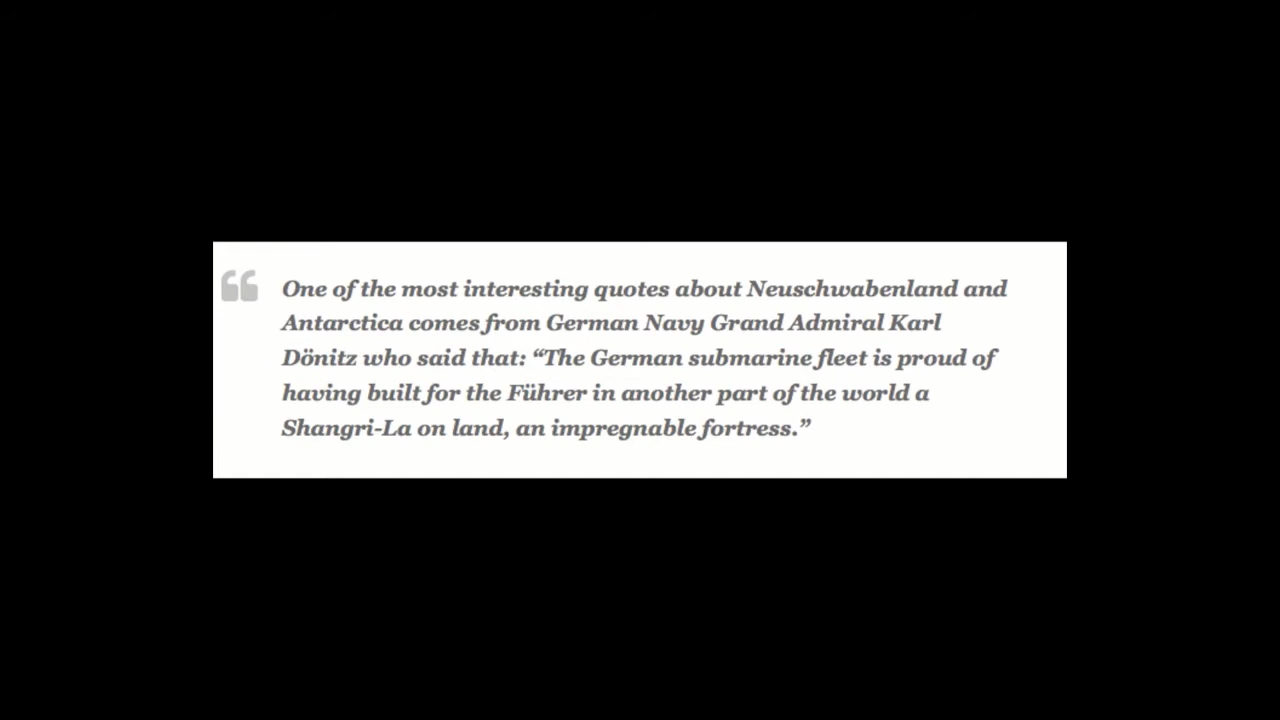 One of the most interesting quotes about Neuschwabenland and
Antarctica comes from German Navy Grand Admiral Karl
Dönitz who said that: “The German submarine fleet is proud of
having built for the Führer in another part of the world a
Shangri-La on land, an impregnable fortress.”